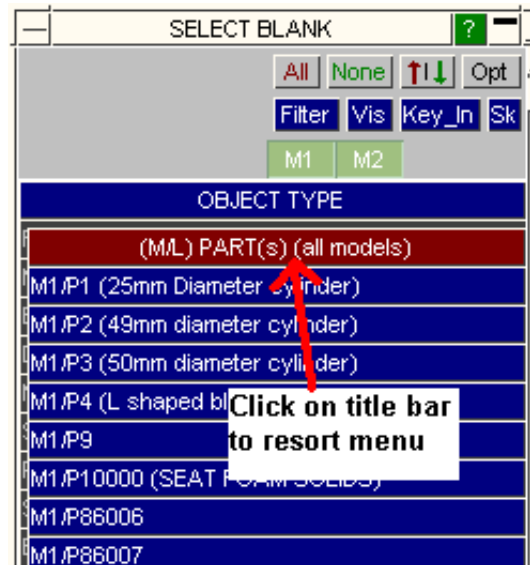 SELECT BLANK ?
All None Opt
Filter Vis Key_In Sk
M1 M2
OBJECT TYPE
(M/L) PART(s) (all models)
M1/P1 (25mm Diameter cylinder)
M1/P2 (49mm diameter cylinder)
M1/P3 (50mm diameter cylinder)
M1/P4 (L shaped bl
Click on title bar
to resort menu
M1/P9
M1/P10000 (SEAT FOAM SOLIDS)
M1/P86006
M1/P86007